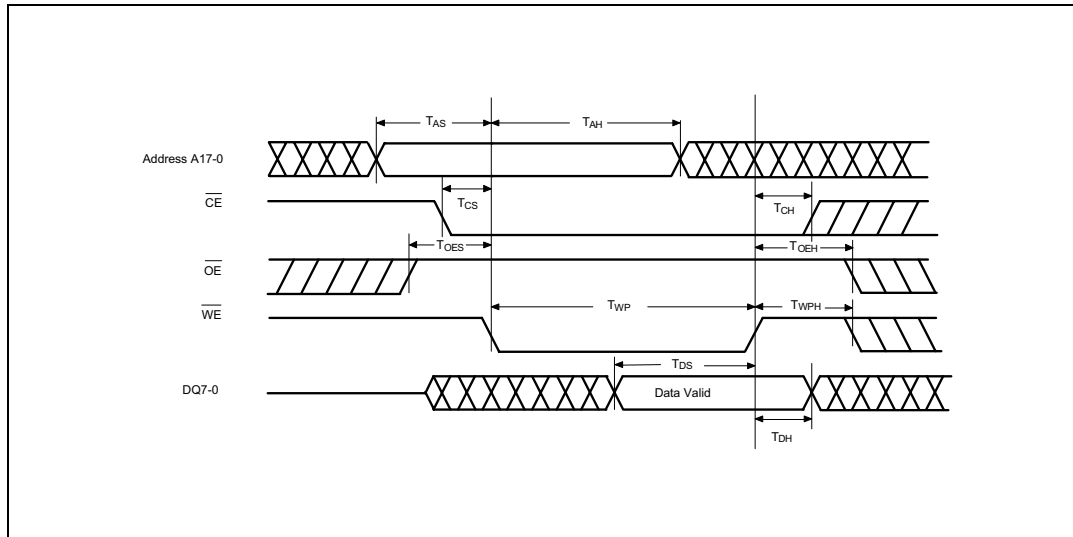 TAS
TAH
Address A17-0
TCS
TCH
CE
TOES
TOEH
OE
WE
TWP
TWPH
TDS
DQ7-0
Data Valid
TDH